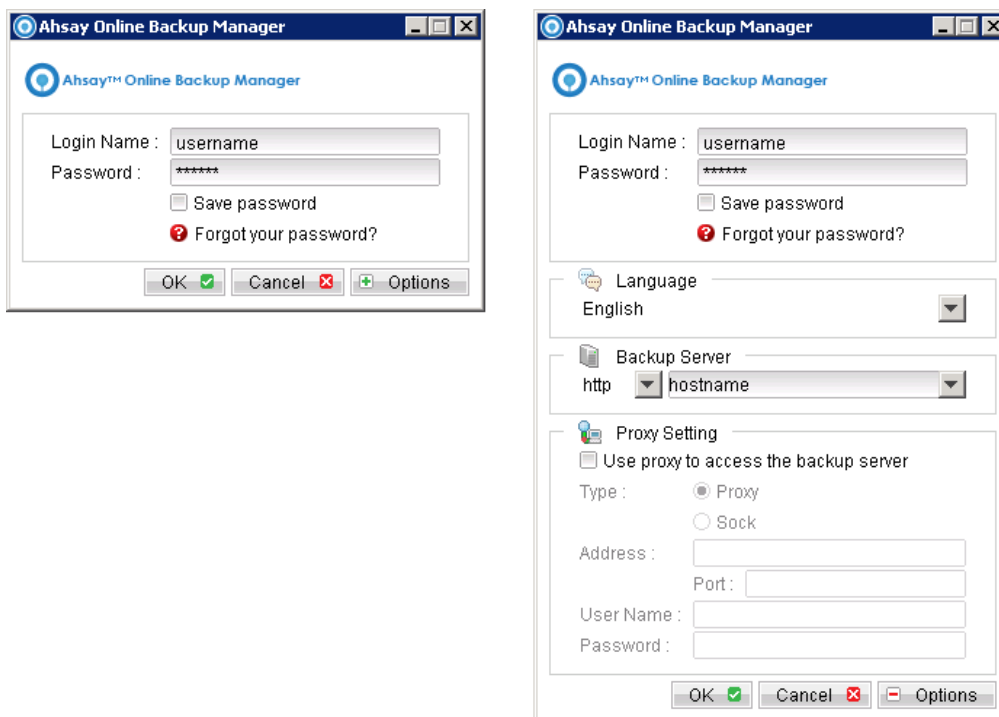 Ahsay Online Backup Manager
Ahsay™ Online Backup Manager
Login Name : username
Password : ******
Save password
Forgot your password?
OK Cancel Options
Ahsay Online Backup Manager
Ahsay™ Online Backup Manager
Login Name : username
Password : ******
Save password
Forgot your password?
Language
English
Backup Server
http hostname
Proxy Setting
Use proxy to access the backup server
Type : Proxy
Sock
Address :
Port :
User Name :
Password :
OK Cancel Options